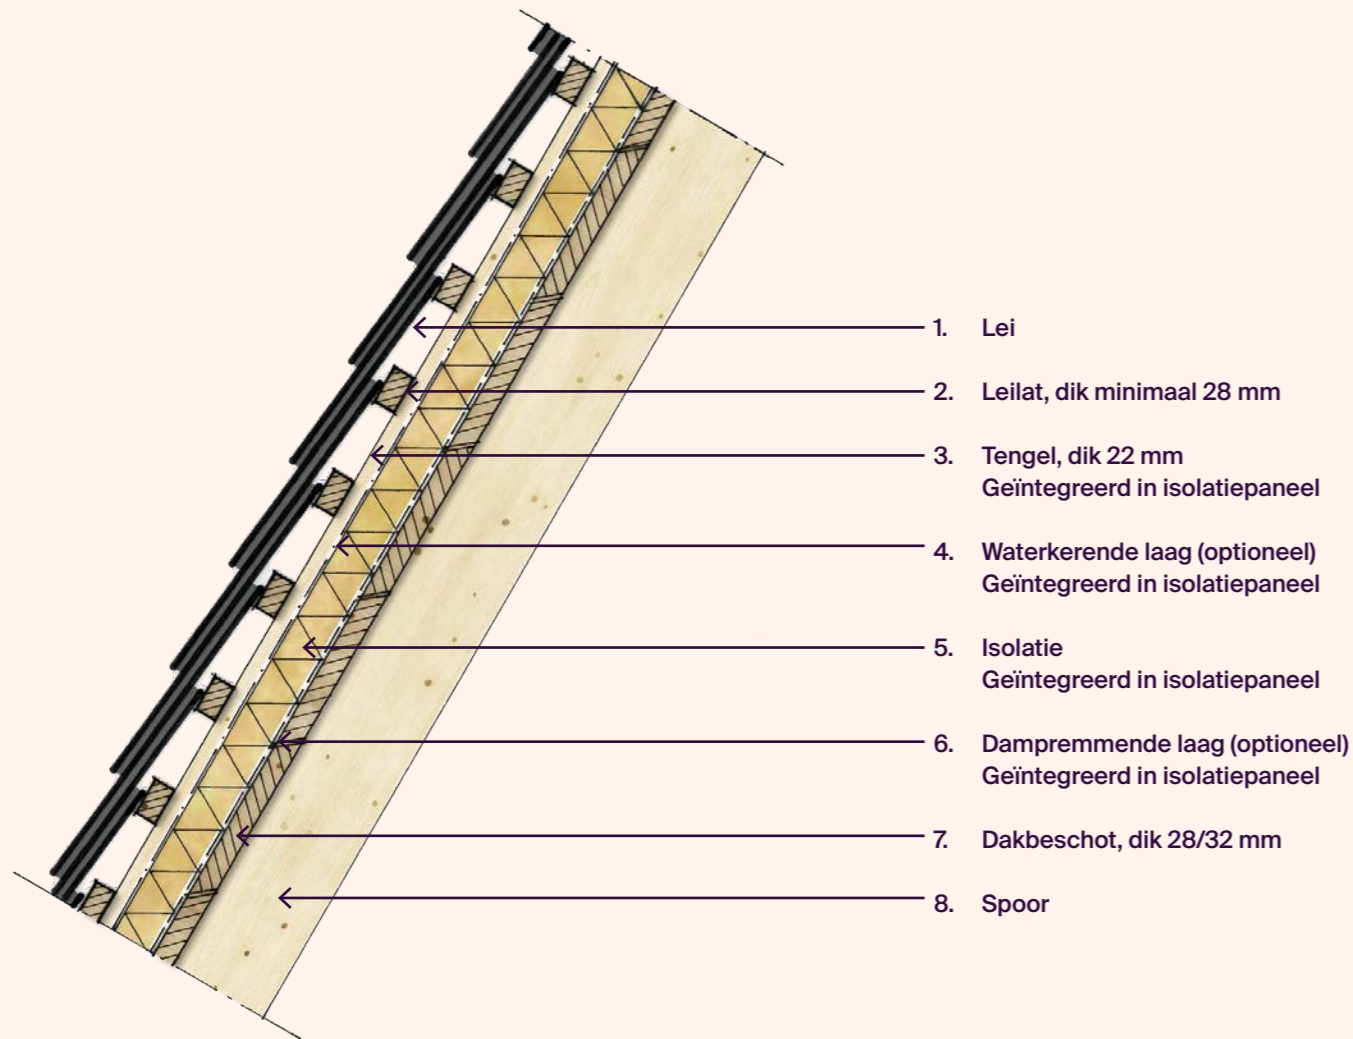 1. Lei
2. Leilat, dik minimaal 28 mm
3. Tengel, dik 22 mm
Geïntegreerd in isolatiepaneel
4. Waterkerende laag (optioneel)
Geïntegreerd in isolatiepaneel
5. Isolatie
Geïntegreerd in isolatiepaneel
6. Dampremmende laag (optioneel)
Geïntegreerd in isolatiepaneel
7. Dakbeschot, dik 28/32 mm
8. Spoor